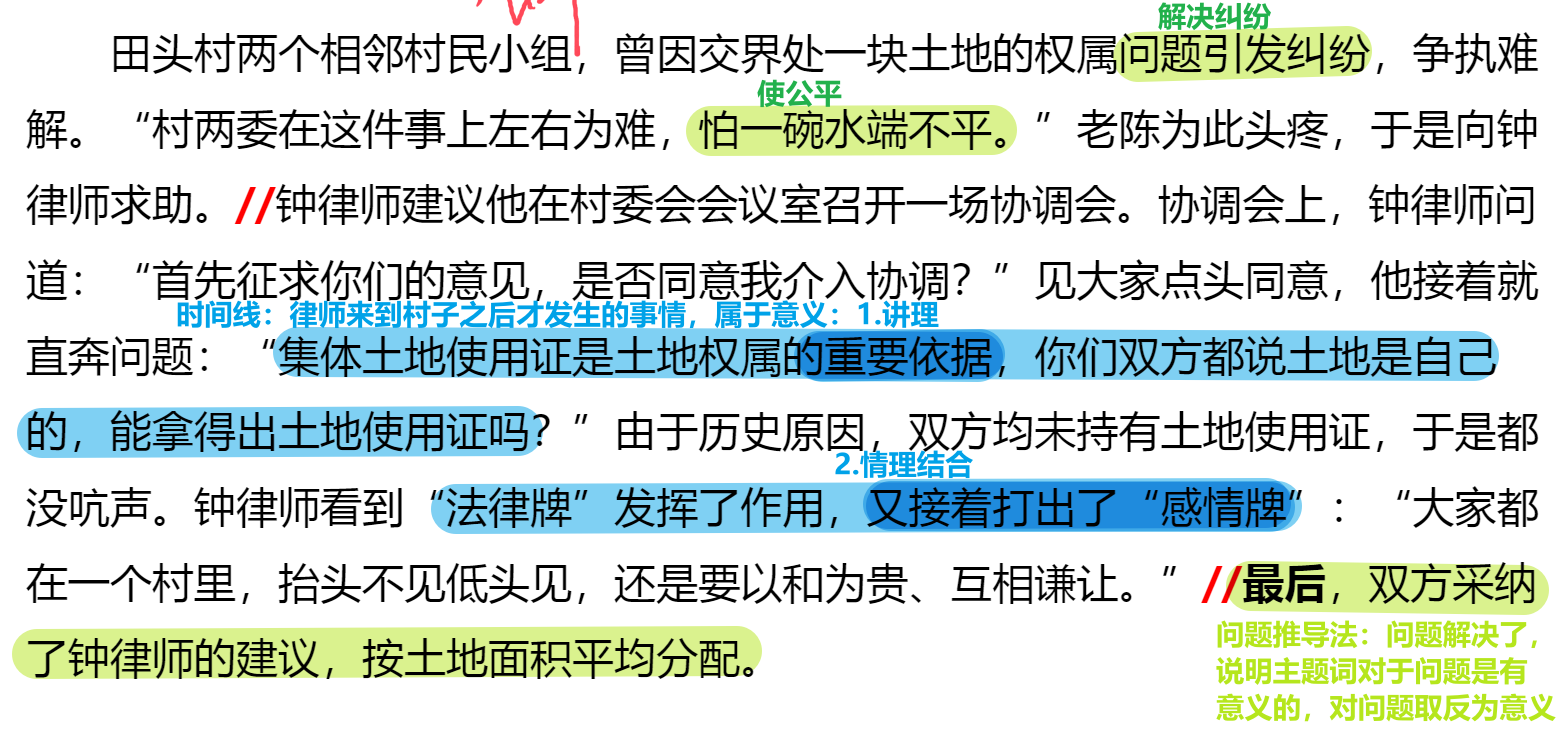 解决纠纷
田头村两个相邻村民小组，曾因交界处一块土地的权属问题引发纠纷，争执难
使公平
解。“村两委在这件事上左右为难，怕一碗水端不平。”老陈为此头疼，于是向钟
律师求助。//钟律师建议他在村委会会议室召开一场协调会。协调会上，钟律师问
道：“首先征求你们的意见，是否同意我介入协调？”见大家点头同意，他接着就
时间线：律师来到村子之后才发生的事情，属于意义：1.讲理
直奔问题：“集体土地使用证是土地权属的重要依据，你们双方都说土地是自己
的，能拿得出土地使用证吗？”由于历史原因，双方均未持有土地使用证，于是都
2.情理结合
没吭声。钟律师看到“法律牌”发挥了作用，又接着打出了“感情牌”：“大家都
在一个村里，抬头不见低头见，还是要以和为贵、互相谦让。”//最后，双方采纳
了钟律师的建议，按土地面积平均分配。
问题推导法：问题解决了，
说明主题词对于问题是有
意义的，对问题取反为意义